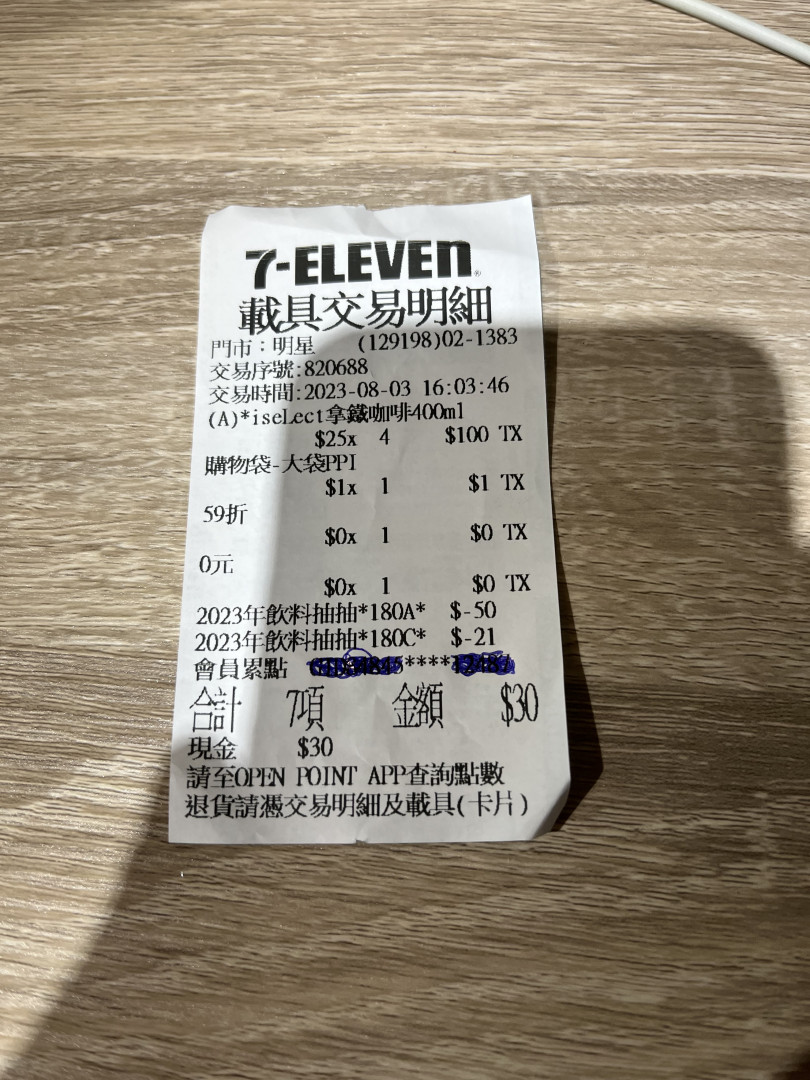 7-ELEVEN®
載具交易明細
門市：明星 (129198)02-1383
交易序號:820688
交易時間:2023-08-03 16:03:46
(A)*iseLect拿鐵咖啡400ml
$25x 4 $100 TX
購物袋-大袋PPI
$1x 1 $1 TX
59折
$0x 1 $0 TX
0元
$0x 1 $0 TX
2023年飲料抽抽*180A* $-50
2023年飲料抽抽*180C* $-21
會員累點 ****
合計 7項 金額 $30
現金 $30
請至OPEN POINT APP查詢點數
退貨請憑交易明細及載具(卡片)